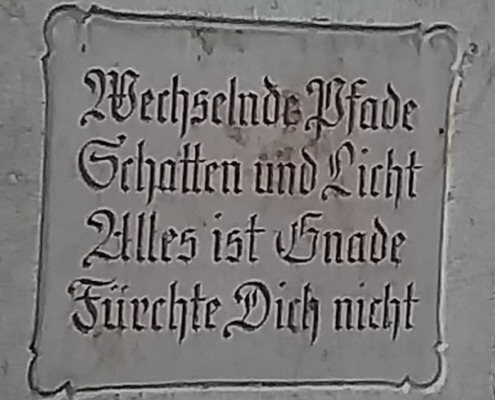 Wechselnde Pfade
Schatten und Licht
Alles ist Gnade
Fürchte Dich nicht